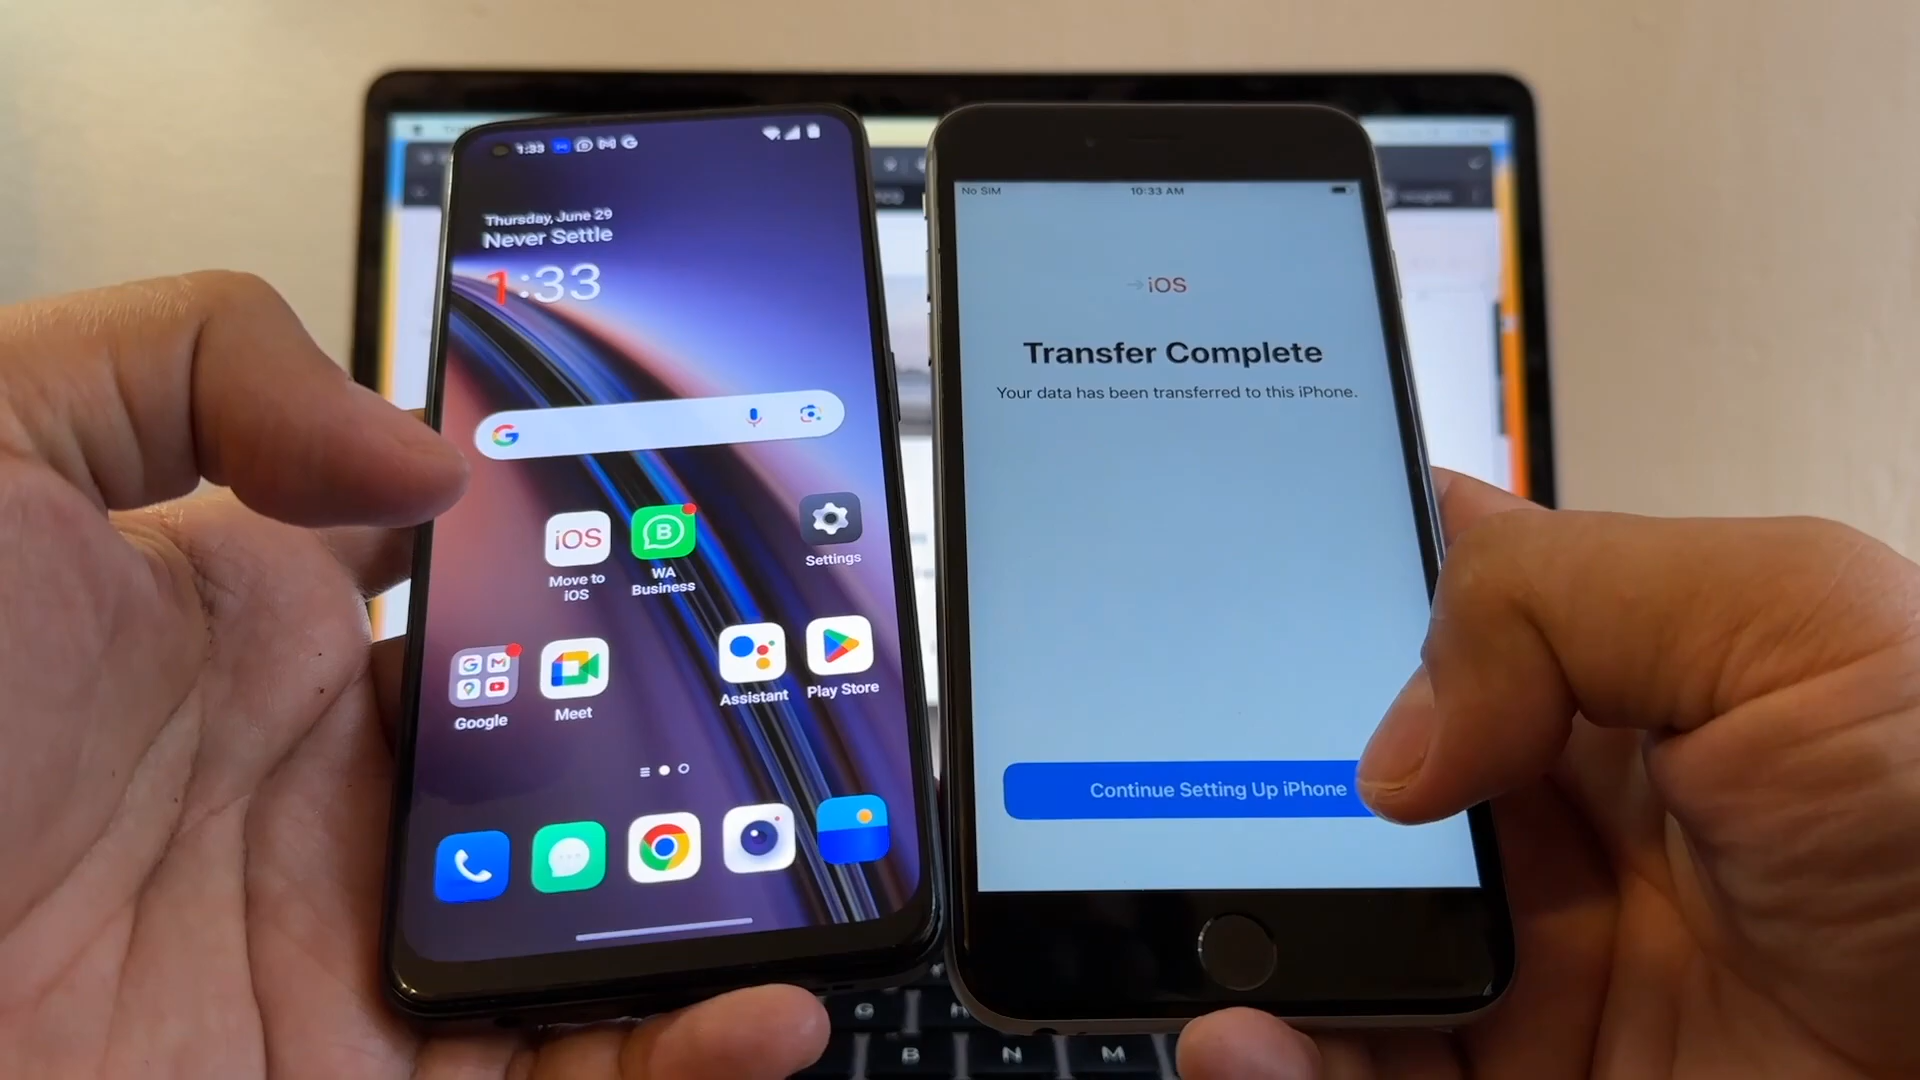 1:33
Thursday, June 29
Never Settle
1:33
iOS
Move to
iOS
B
WA
Business
Settings
Google
Meet
Assistant
Play Store
No SIM
10:33 AM
iOS
Transfer Complete
Your data has been transferred to this iPhone.
Continue Setting Up iPhone
G
B
N
M